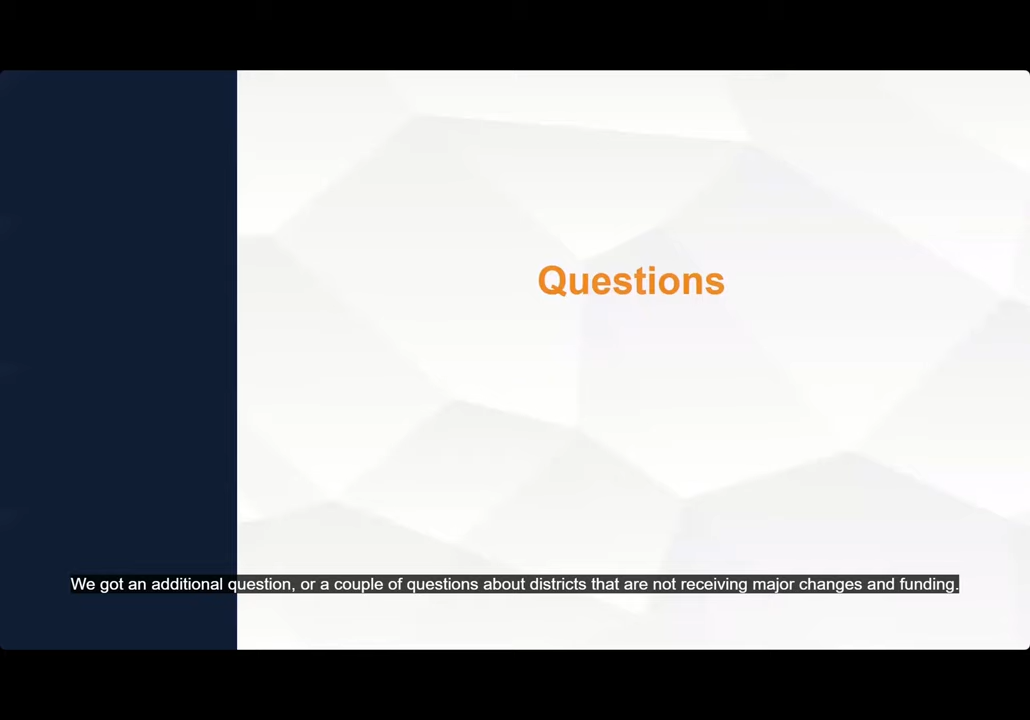 Questions
We got an additional question, or a couple of questions about districts that are not receiving major changes and funding.